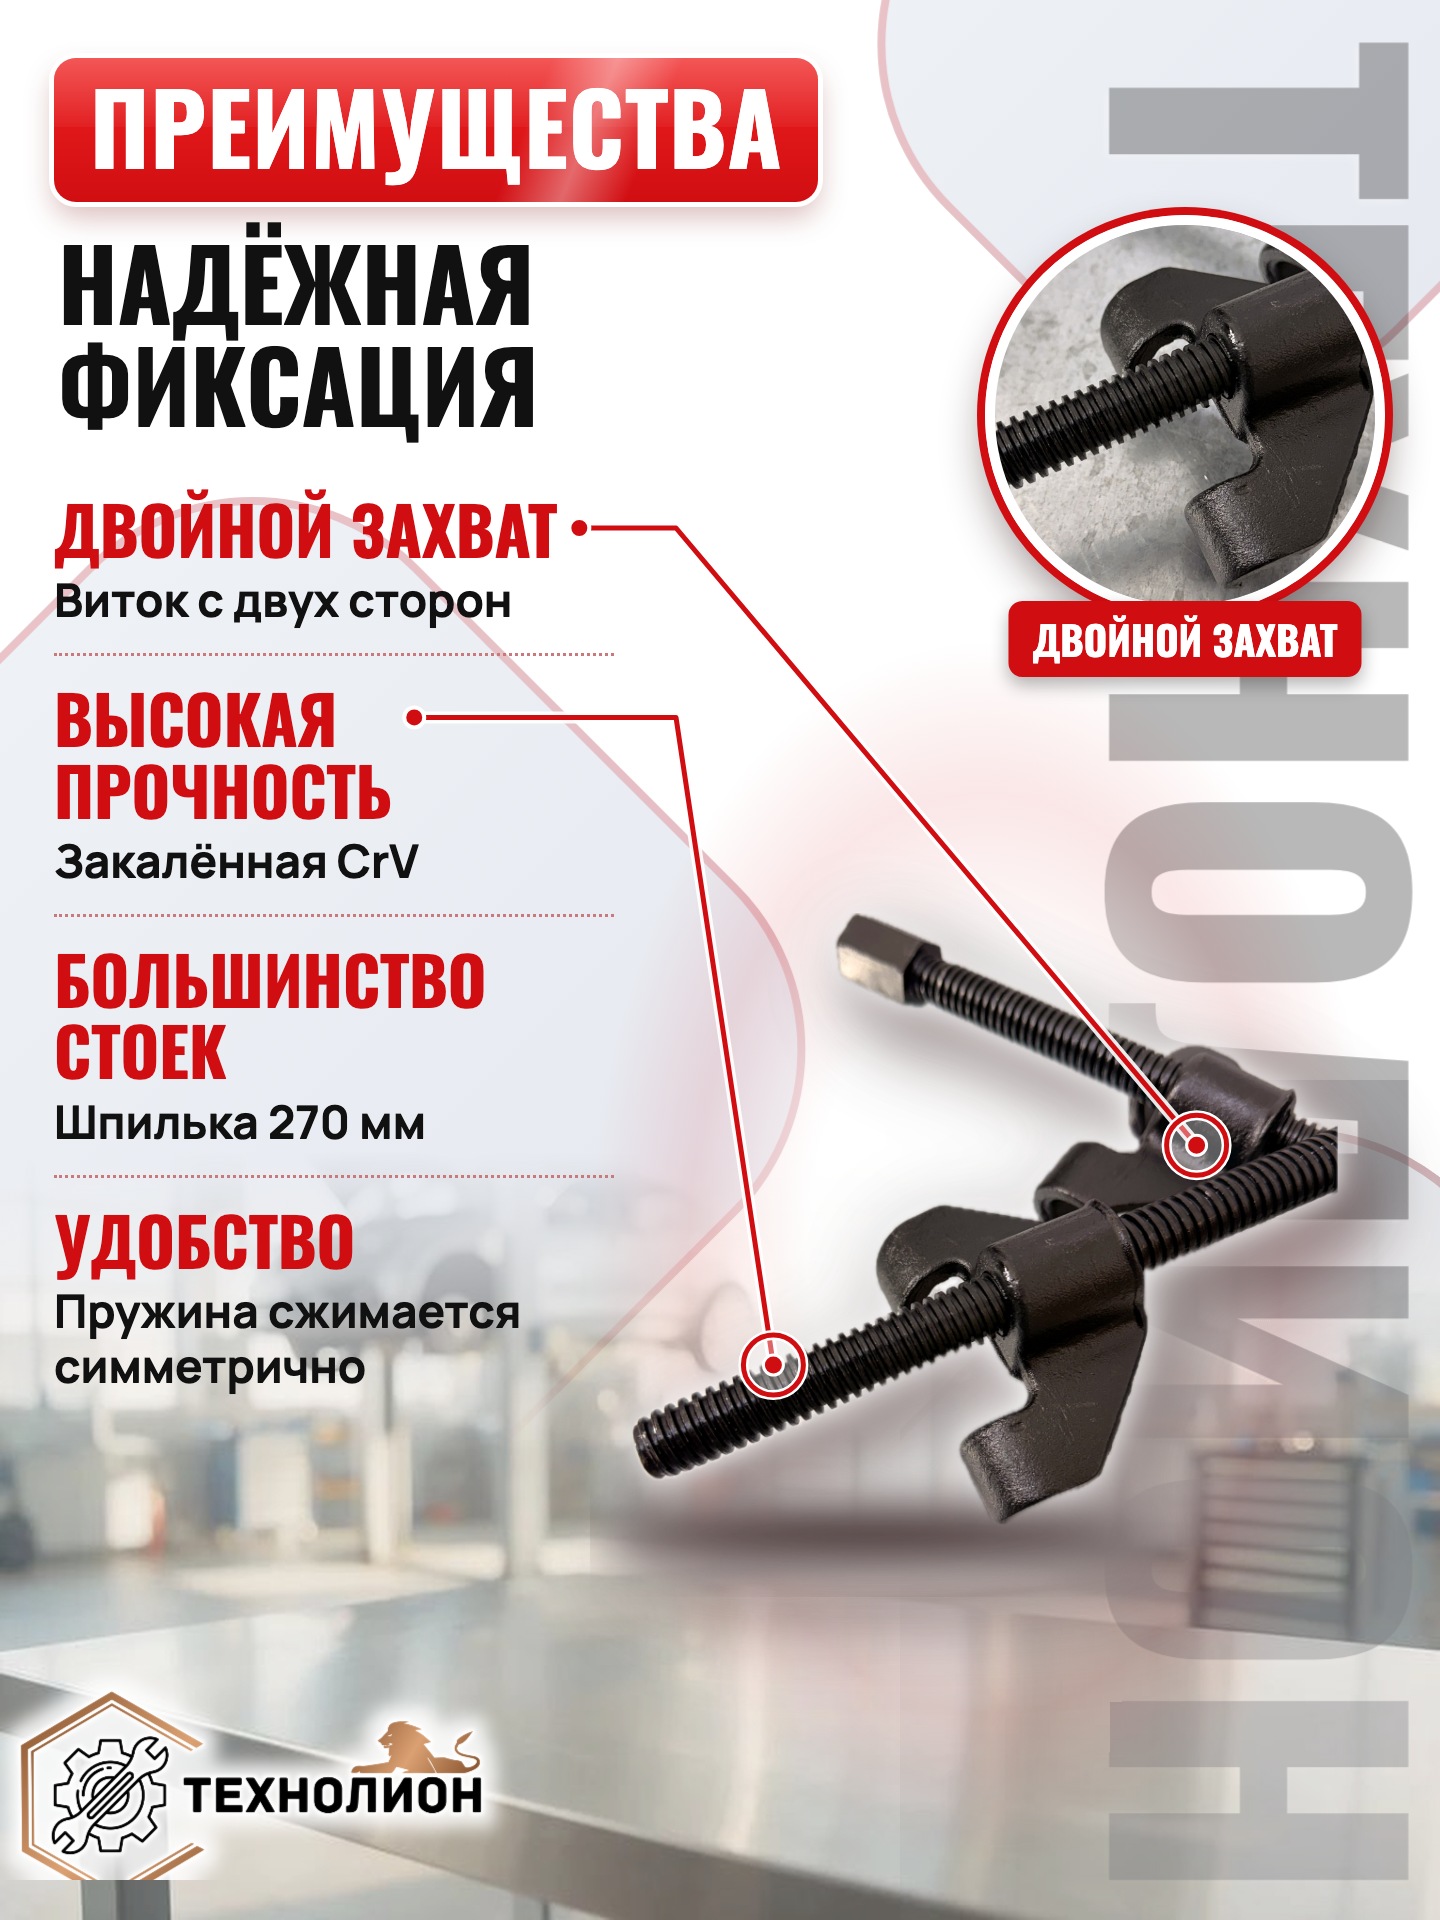 ПРЕИМУЩЕСТВА
НАДЁЖНАЯ
ФИКСАЦИЯ
ДВОЙНОЙ ЗАХВАТ
Виток с двух сторон
ВЫСОКАЯ
ПРОЧНОСТЬ
Закалённая CrV
БОЛЬШИНСТВО
СТОЕК
Шпилька 270 мм
УДОБСТВО
Пружина сжимается
симметрично
ДВОЙНОЙ ЗАХВАТ
ТЕХНОЛИОН